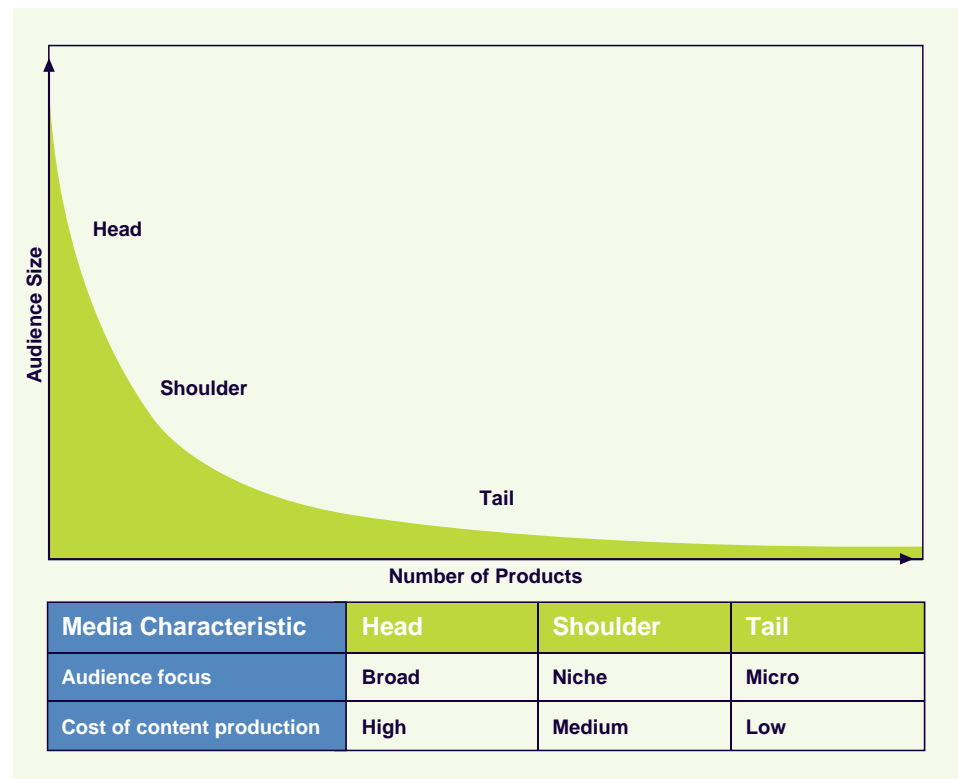 Head
Audience Size
Shoulder
Tail
Number of Products
Media Characteristic Head Shoulder Tail
Audience focus Broad Niche Micro
Cost of content production High Medium Low